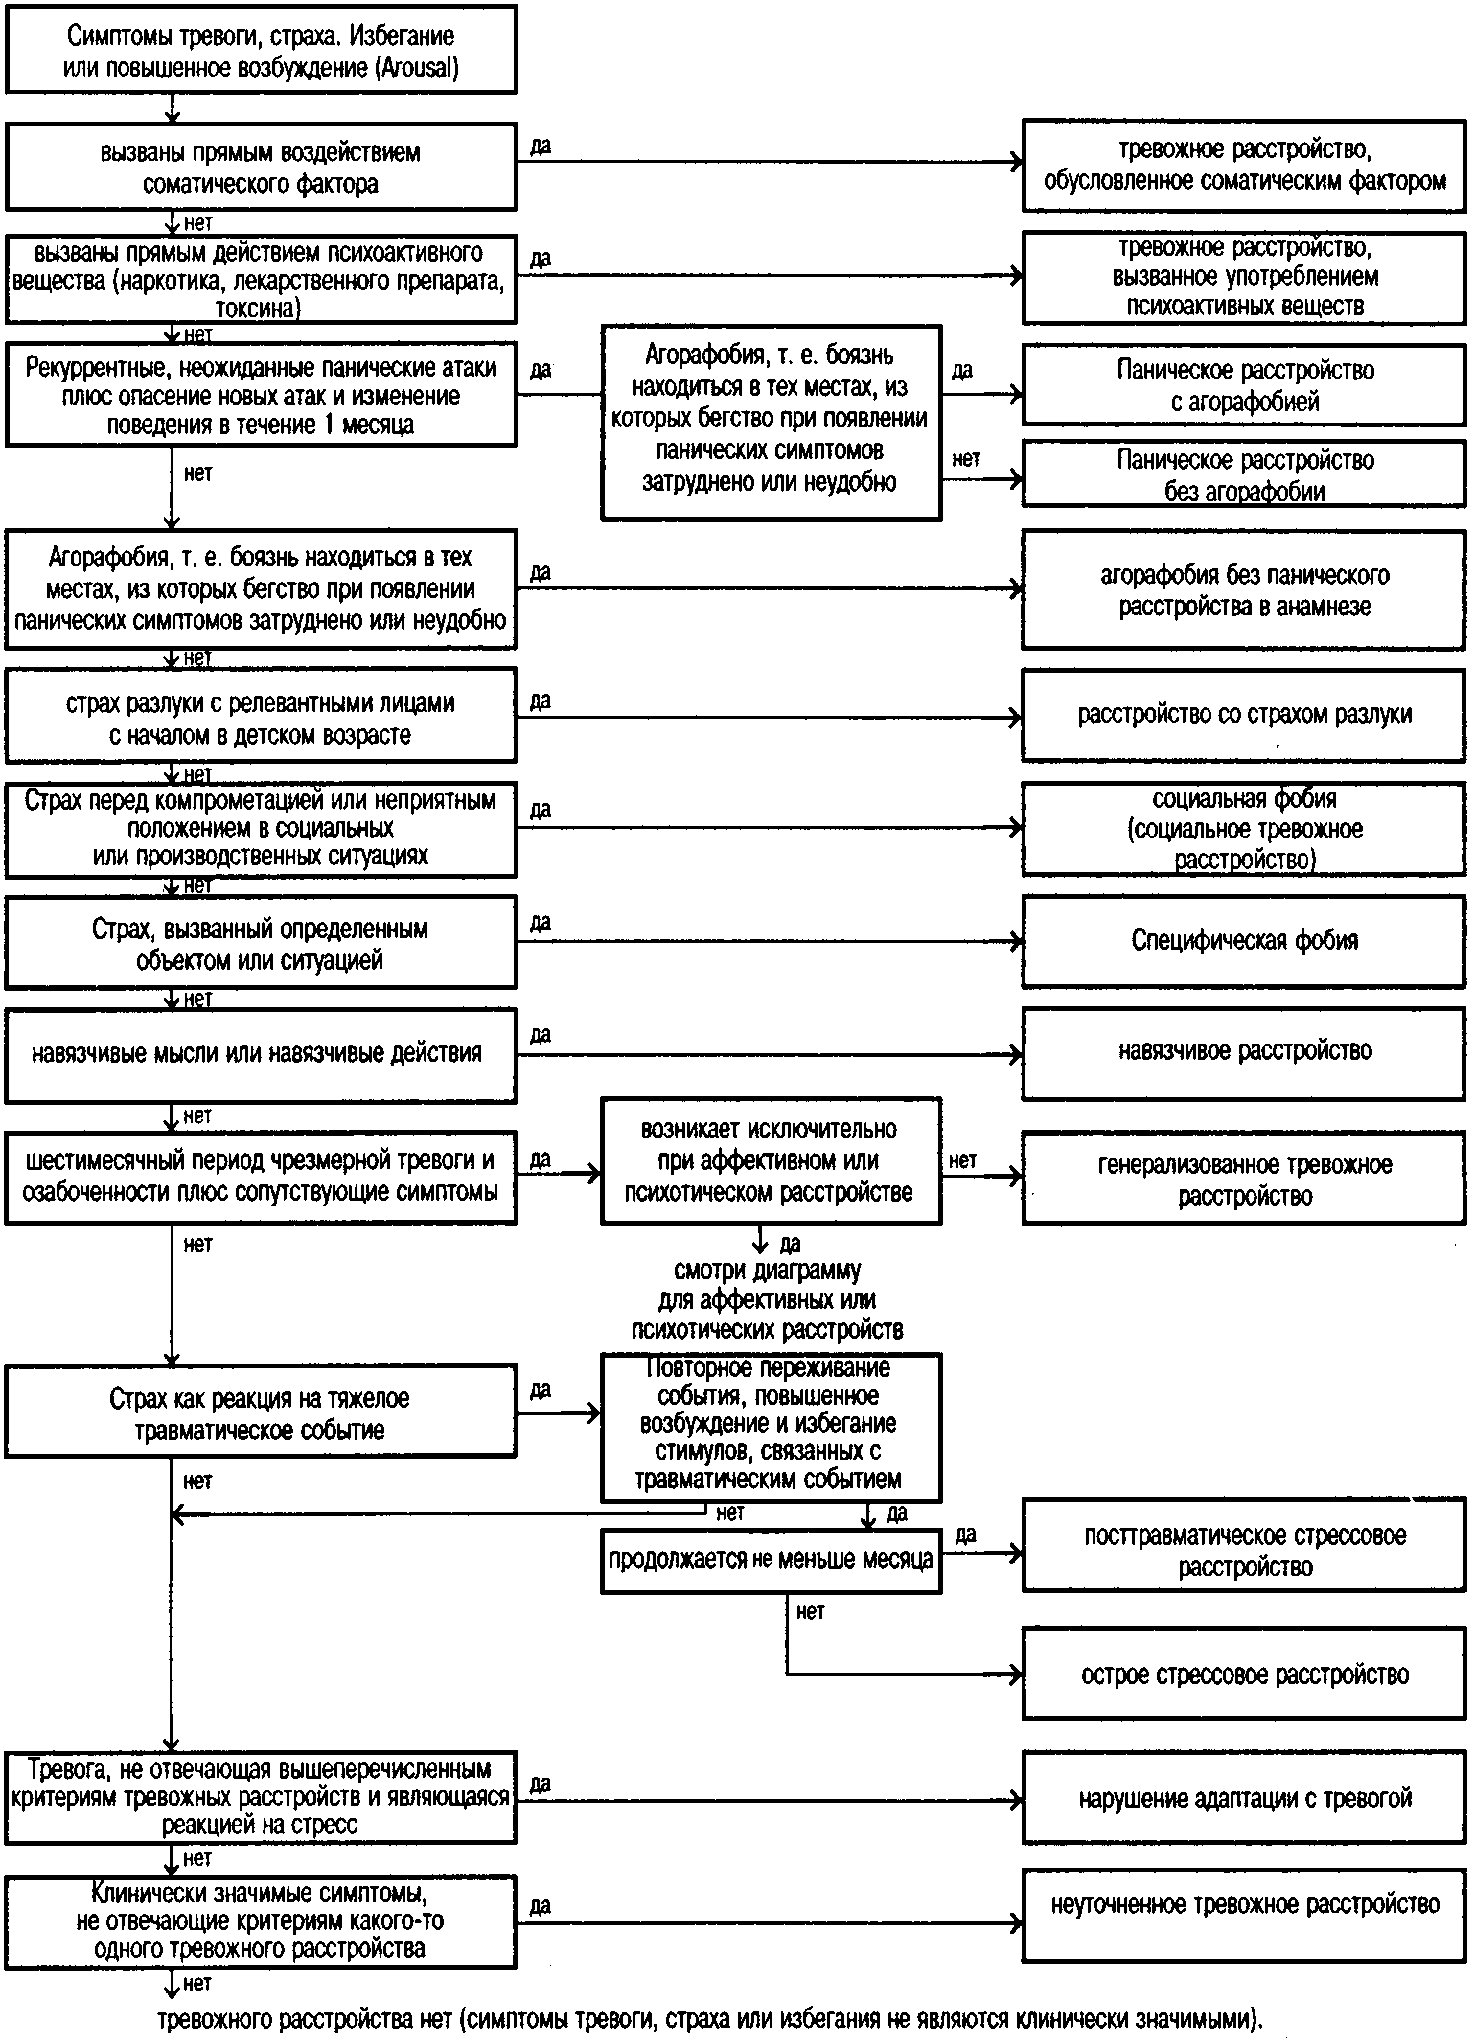 Симптомы тревоги, страха. Избегание
или повышенное возбуждение (Arousal)
вызваны прямым воздействием
соматического фактора
да
тревожное расстройство,
обусловленное соматическим фактором
нет
вызваны прямым действием психоактивного
вещества (наркотика, лекарственного препарата,
токсина)
да
тревожное расстройство,
вызванное употреблением
психоактивных веществ
нет
Рекуррентные, неожиданные панические атаки
плюс опасение новых атак и изменение
поведения в течение 1 месяца
да
Агорафобия, т. е. боязнь
находиться в тех местах, из
которых бегство при появлении
панических симптомов
затруднено или неудобно
да
Паническое расстройство
с агорафобией
нет
Паническое расстройство
без агорафобии
нет
Агорафобия, т. е. боязнь находиться в тех
местах, из которых бегство при появлении
панических симптомов затруднено или неудобно
да
агорафобия без панического
расстройства в анамнезе
нет
страх разлуки с релевантными лицами
с началом в детском возрасте
да
расстройство со страхом разлуки
нет
Страх перед компрометацией или неприятным
положением в социальных
или производственных ситуациях
да
социальная фобия
(социальное тревожное
расстройство)
нет
Страх, вызванный определенным
объектом или ситуацией
да
Специфическая фобия
нет
навязчивые мысли или навязчивые действия
да
навязчивое расстройство
нет
шестимесячный период чрезмерной тревоги и
озабоченности плюс сопутствующие симптомы
да
возникает исключительно
при аффективном или
психотическом расстройстве
нет
генерализованное тревожное
расстройство
да
смотри диаграмму
для аффективных или
психотических расстройств
нет
Страх как реакция на тяжелое
травматическое событие
да
Повторное переживание
события, повышенное
возбуждение и избегание
стимулов, связанных с
травматическим событием
нет
нет
да
продолжается не меньше месяца
да
посттравматическое стрессовое
расстройство
нет
острое стрессовое расстройство
Тревога, не отвечающая вышеперечисленным
критериям тревожных расстройств и являющаяся
реакцией на стресс
да
нарушение адаптации с тревогой
нет
Клинически значимые симптомы,
не отвечающие критериям какого-то
одного тревожного расстройства
да
неуточненное тревожное расстройство
нет
тревожного расстройства нет (симптомы тревоги, страха или избегания не являются клинически значимыми).